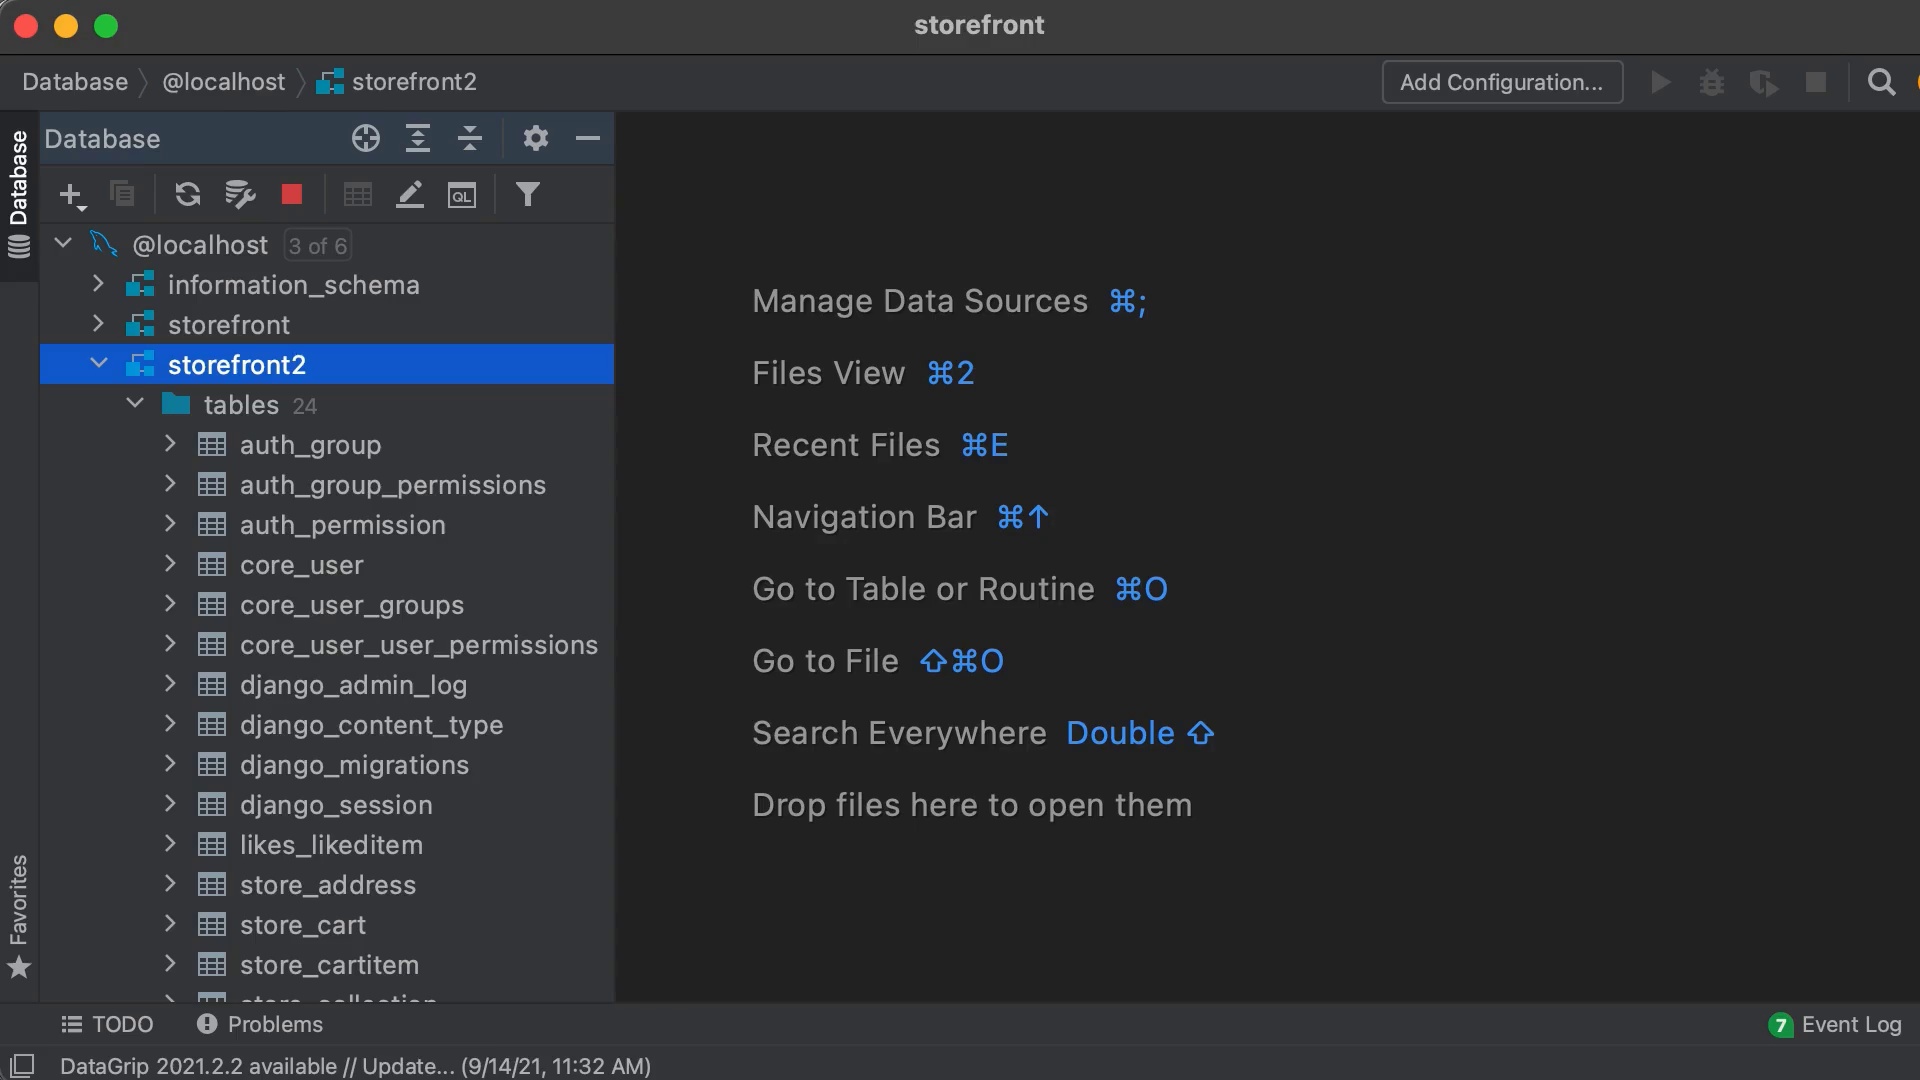 storefront
Database @localhost storefront2
Add Configuration...
Database
Database
QL
@localhost 3 of 6
information_schema
storefront
storefront2
tables 24
auth_group
auth_group_permissions
auth_permission
core_user
core_user_groups
core_user_user_permissions
django_admin_log
django_content_type
django_migrations
django_session
likes_likeditem
store_address
store_cart
store_cartitem
store_collection
Favorites
Manage Data Sources ⌘;
Files View ⌘2
Recent Files ⌘E
Navigation Bar ⌘↑
Go to Table or Routine ⌘O
Go to File ⇧⌘O
Search Everywhere Double ⇧
Drop files here to open them
TODO
Problems
7 Event Log
DataGrip 2021.2.2 available // Update... (9/14/21, 11:32 AM)